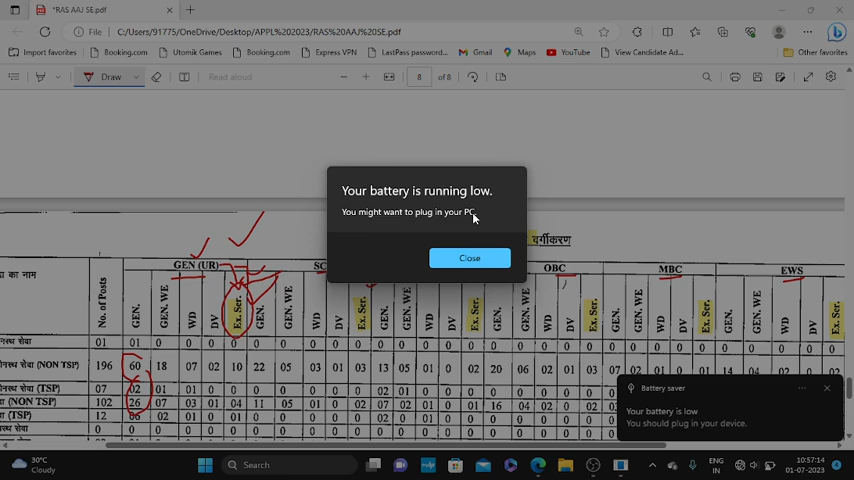 *RAS AAJ SE.pdf
File C:/Users/91775/OneDrive/Desktop/APPL%202023/RAS%20AAJ%20SE.pdf
Import favorites Booking.com Utomik Games Booking.com Express VPN LastPass password... Gmail Maps YouTube View Candidate Ad... Other favorites
Draw Read aloud 8 of 8
Your battery is running low.
You might want to plug in your PC.
Close
वर्गीकरण
का नाम No. of Posts GEN (UR) SC OBC MBC EWS
GEN. GEN. WE WD DV Ex. Ser. GEN. GEN. WE WD DV Ex. Ser. GEN. GEN. WE WD DV Ex. Ser. GEN. GEN. WE WD DV Ex. Ser. GEN. GEN. WE WD DV Ex. Ser. GEN. GEN. WE WD DV Ex. Ser.
सेवा 01 01 0 0 0 0 0 0 0 0 0 0 0 0 0 0 0 0 0 0 0 0 0 0 0 0 0 0 0 0 0
सेवा (NON TSP) 196 60 18 07 02 10 22 05 03 01 03 13 05 01 0 02 20 06 02 01 03 07 02 01 0 01 14 04 02 0 02
सेवा (TSP) 07 02 01 0 0 0 0 0 0 0 0 02 01 0 0 0 0 0 0 0
सेवा (NON TSP) 102 26 07 03 01 04 11 05 01 0 02 07 02 01 0 01 16 04 02 0 02
(TSP) 12 06 02 01 0 01 0 0 0 0 0 02 0 01 0 0 0 0 0 0 0
सेवा 0 0 0 0 0 0 0 0 0 0 0 0 0 0 0 0 0 0 0 0
Battery saver
Your battery is low
You should plug in your device.
30°C
Cloudy
Search
ENG
IN
10:57:14
01-07-2023
4